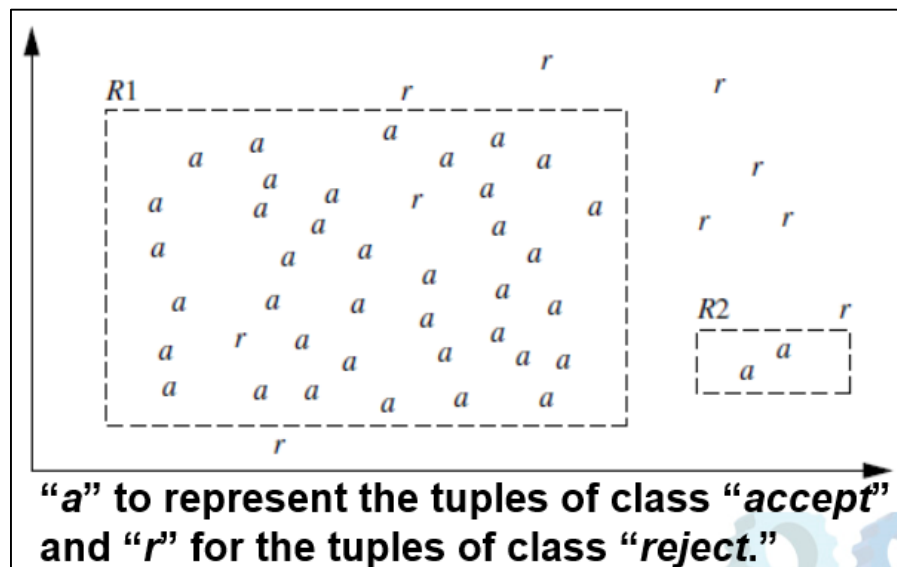 r
R1 r r
a a a
a a a r
a a r a
a a a
a a r r
a a a a
a a
a a a a R2 r
a a
r a
a a a a a a
a
a a a a a a
r
“a” to represent the tuples of class “accept”
and “r” for the tuples of class “reject.”